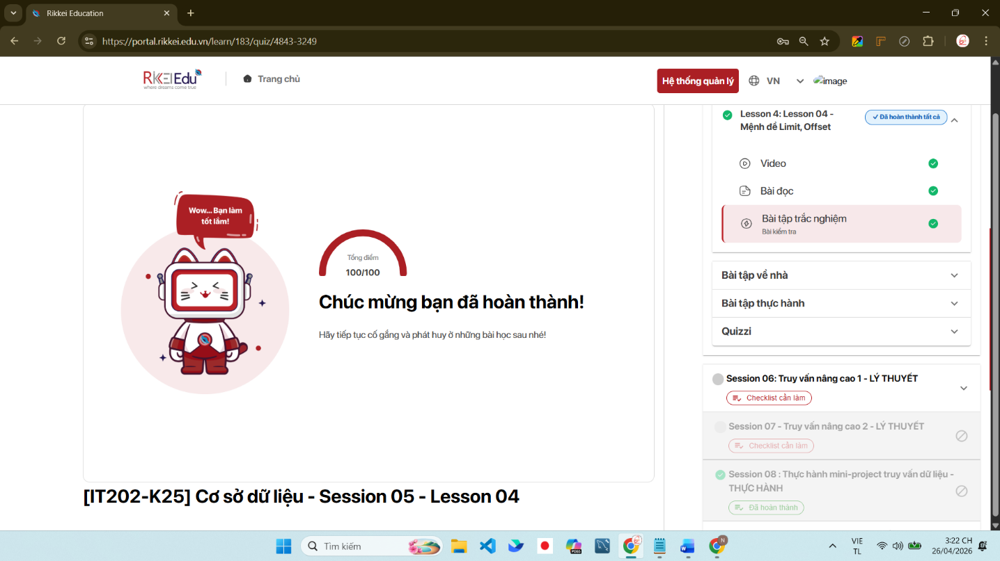 Rikkei Education
https://portal.rikkei.edu.vn/learn/183/quiz/4843-3249
RIKKEI Edu
where dreams come true
Trang chủ
Hệ thống quản lý
VN
image
Lesson 4: Lesson 04 -
Mệnh đề Limit, Offset
Đã hoàn thành tất cả
Video
Bài đọc
Bài tập trắc nghiệm
Bài kiểm tra
Wow... Bạn làm
tốt lắm!
Tổng điểm
100/100
Chúc mừng bạn đã hoàn thành!
Hãy tiếp tục cố gắng và phát huy ở những bài học sau nhé!
Bài tập về nhà
Bài tập thực hành
Quizzi
Session 06: Truy vấn nâng cao 1 - LÝ THUYẾT
Checklist cần làm
Session 07 - Truy vấn nâng cao 2 - LÝ THUYẾT
Checklist cần làm
Session 08 : Thực hành mini-project truy vấn dữ liệu -
THỰC HÀNH
Đã hoàn thành
[IT202-K25] Cơ sở dữ liệu - Session 05 - Lesson 04
Tìm kiếm
M365
N
VIE
TL
3:22 CH
26/04/2026